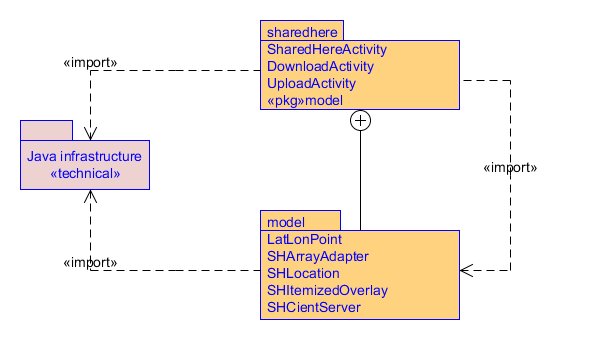 sharedhere
SharedHereActivity
«import»
DownloadActivity
UploadActivity
«pkg»model
Java infrastructure
«technical»
«import»
model
LatLonPoint
SHArrayAdapter
«import»
SHLocation
SHItemizedOverlay
SHCientServer